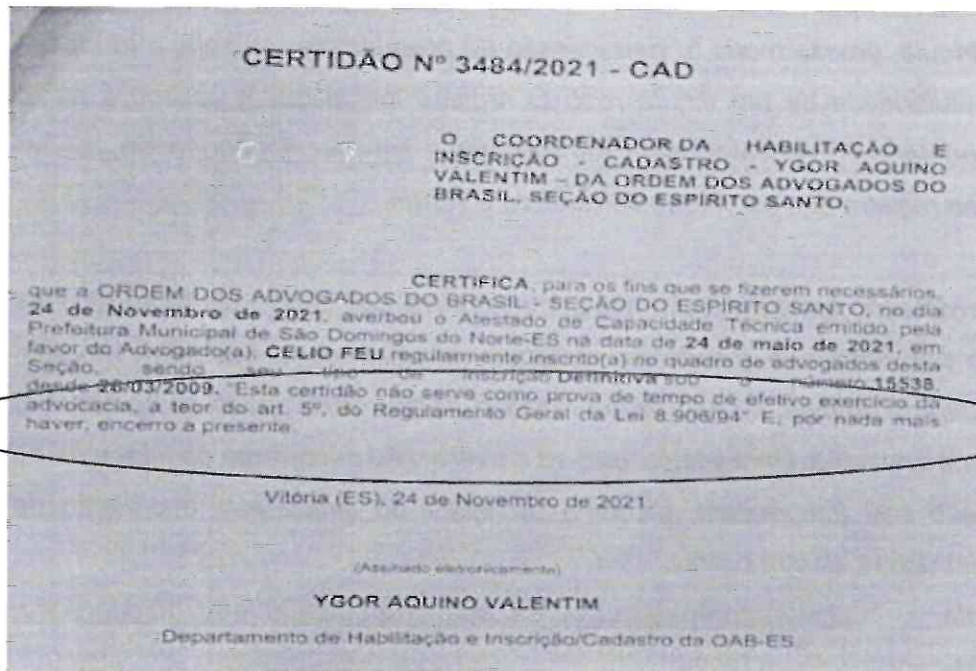 CERTIDÃO Nº 3484/2021 - CAD
O COORDENADOR DA HABILITAÇÃO E
INSCRIÇÃO - CADASTRO - YGOR AQUINO
VALENTIM – DA ORDEM DOS ADVOGADOS DO
BRASIL, SEÇÃO DO ESPÍRITO SANTO,
CERTIFICA, para os fins que se fizerem necessários,
que a ORDEM DOS ADVOGADOS DO BRASIL - SEÇÃO DO ESPÍRITO SANTO, no dia
24 de Novembro de 2021, averbou o Atestado de Capacidade Técnica emitido pela
Prefeitura Municipal de São Domingos do Norte-ES na data de 24 de maio de 2021, em
favor do Advogado(a): CELIO FEU regularmente inscrito(a) no quadro de advogados desta
Seção, sendo seu tipo de inscrição Definitiva sob o número 15538,
desde 26/03/2009. "Esta certidão não serve como prova de tempo de efetivo exercício da
advocacia, a teor do art. 5º, do Regulamento Geral da Lei 8.906/94" E, por nada mais
haver, encerro a presente.
Vitória (ES), 24 de Novembro de 2021.
(Assinado eletronicamente)
YGOR AQUINO VALENTIM
Departamento de Habilitação e Inscrição/Cadastro da OAB-ES